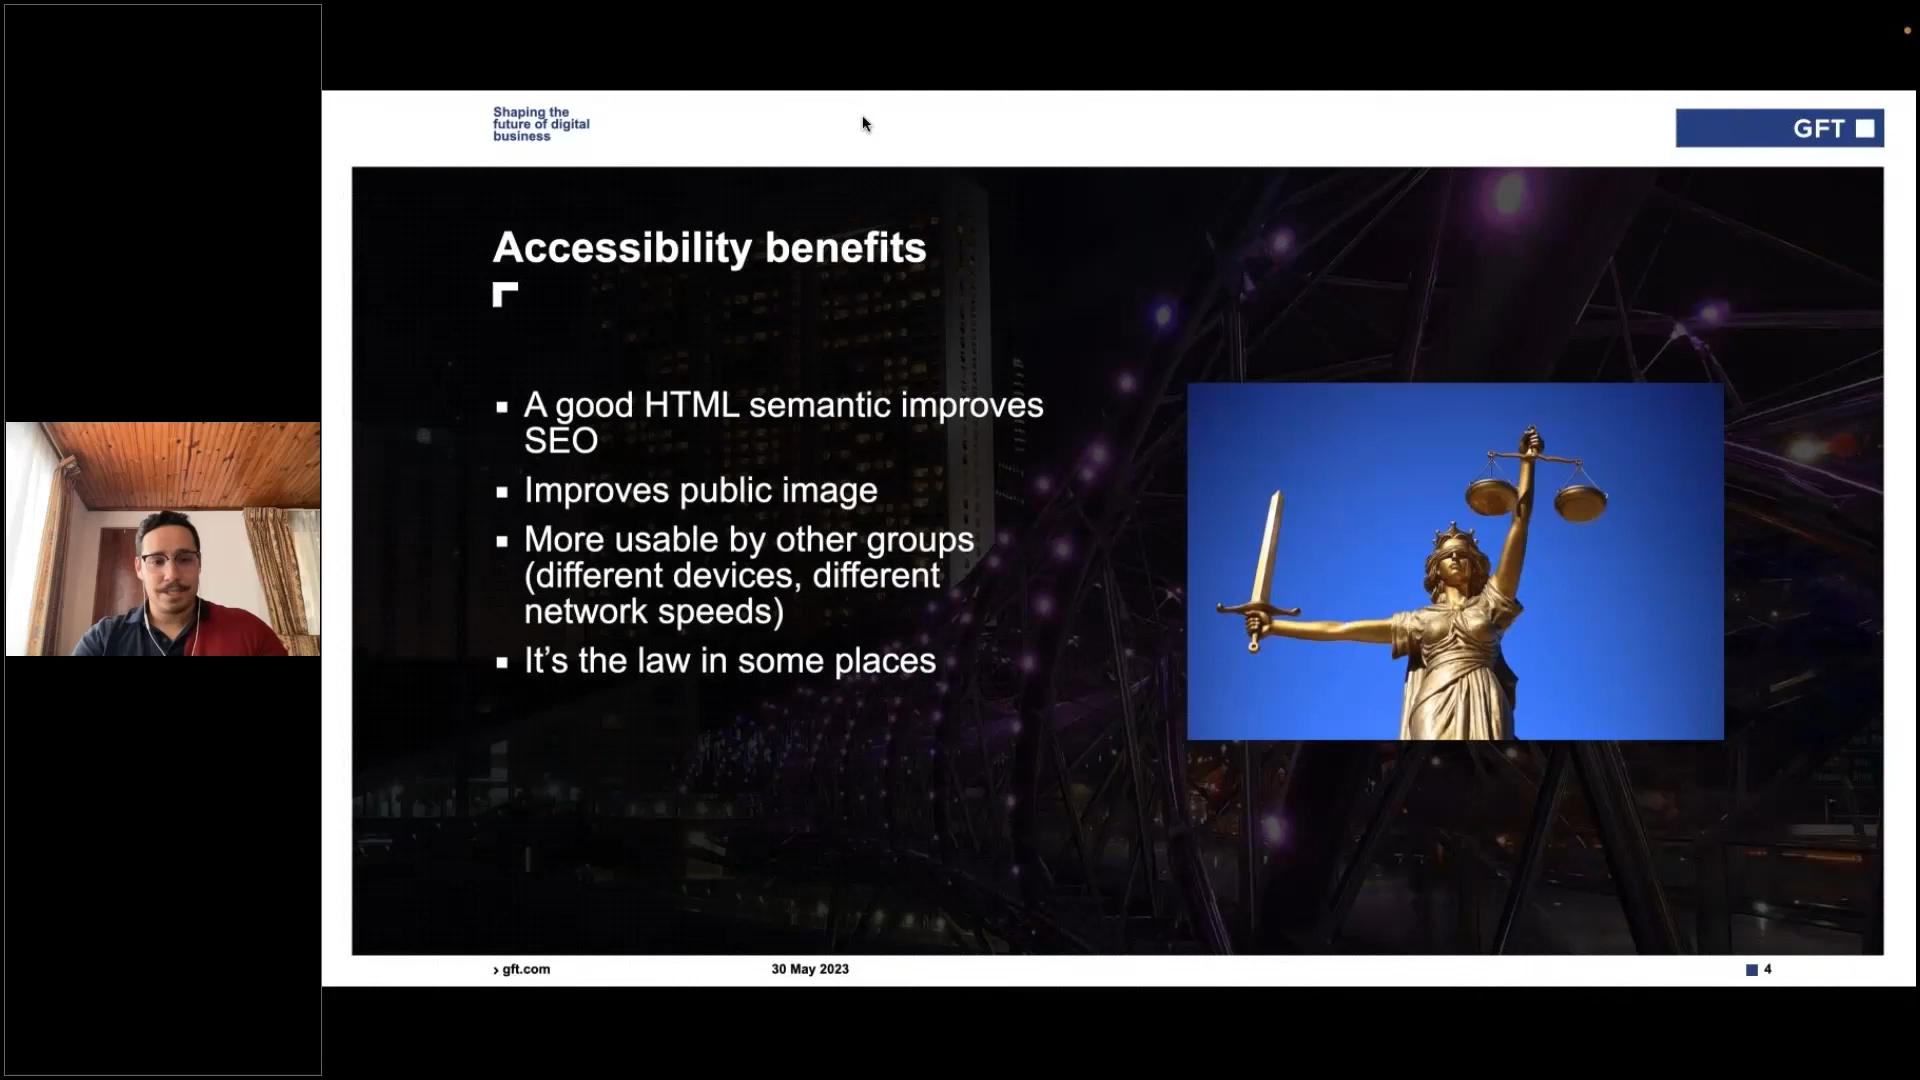 Shaping the
future of digital
business
GFT
Accessibility benefits
▪ A good HTML semantic improves
SEO
▪ Improves public image
▪ More usable by other groups
(different devices, different
network speeds)
▪ It’s the law in some places
› gft.com
30 May 2023
4